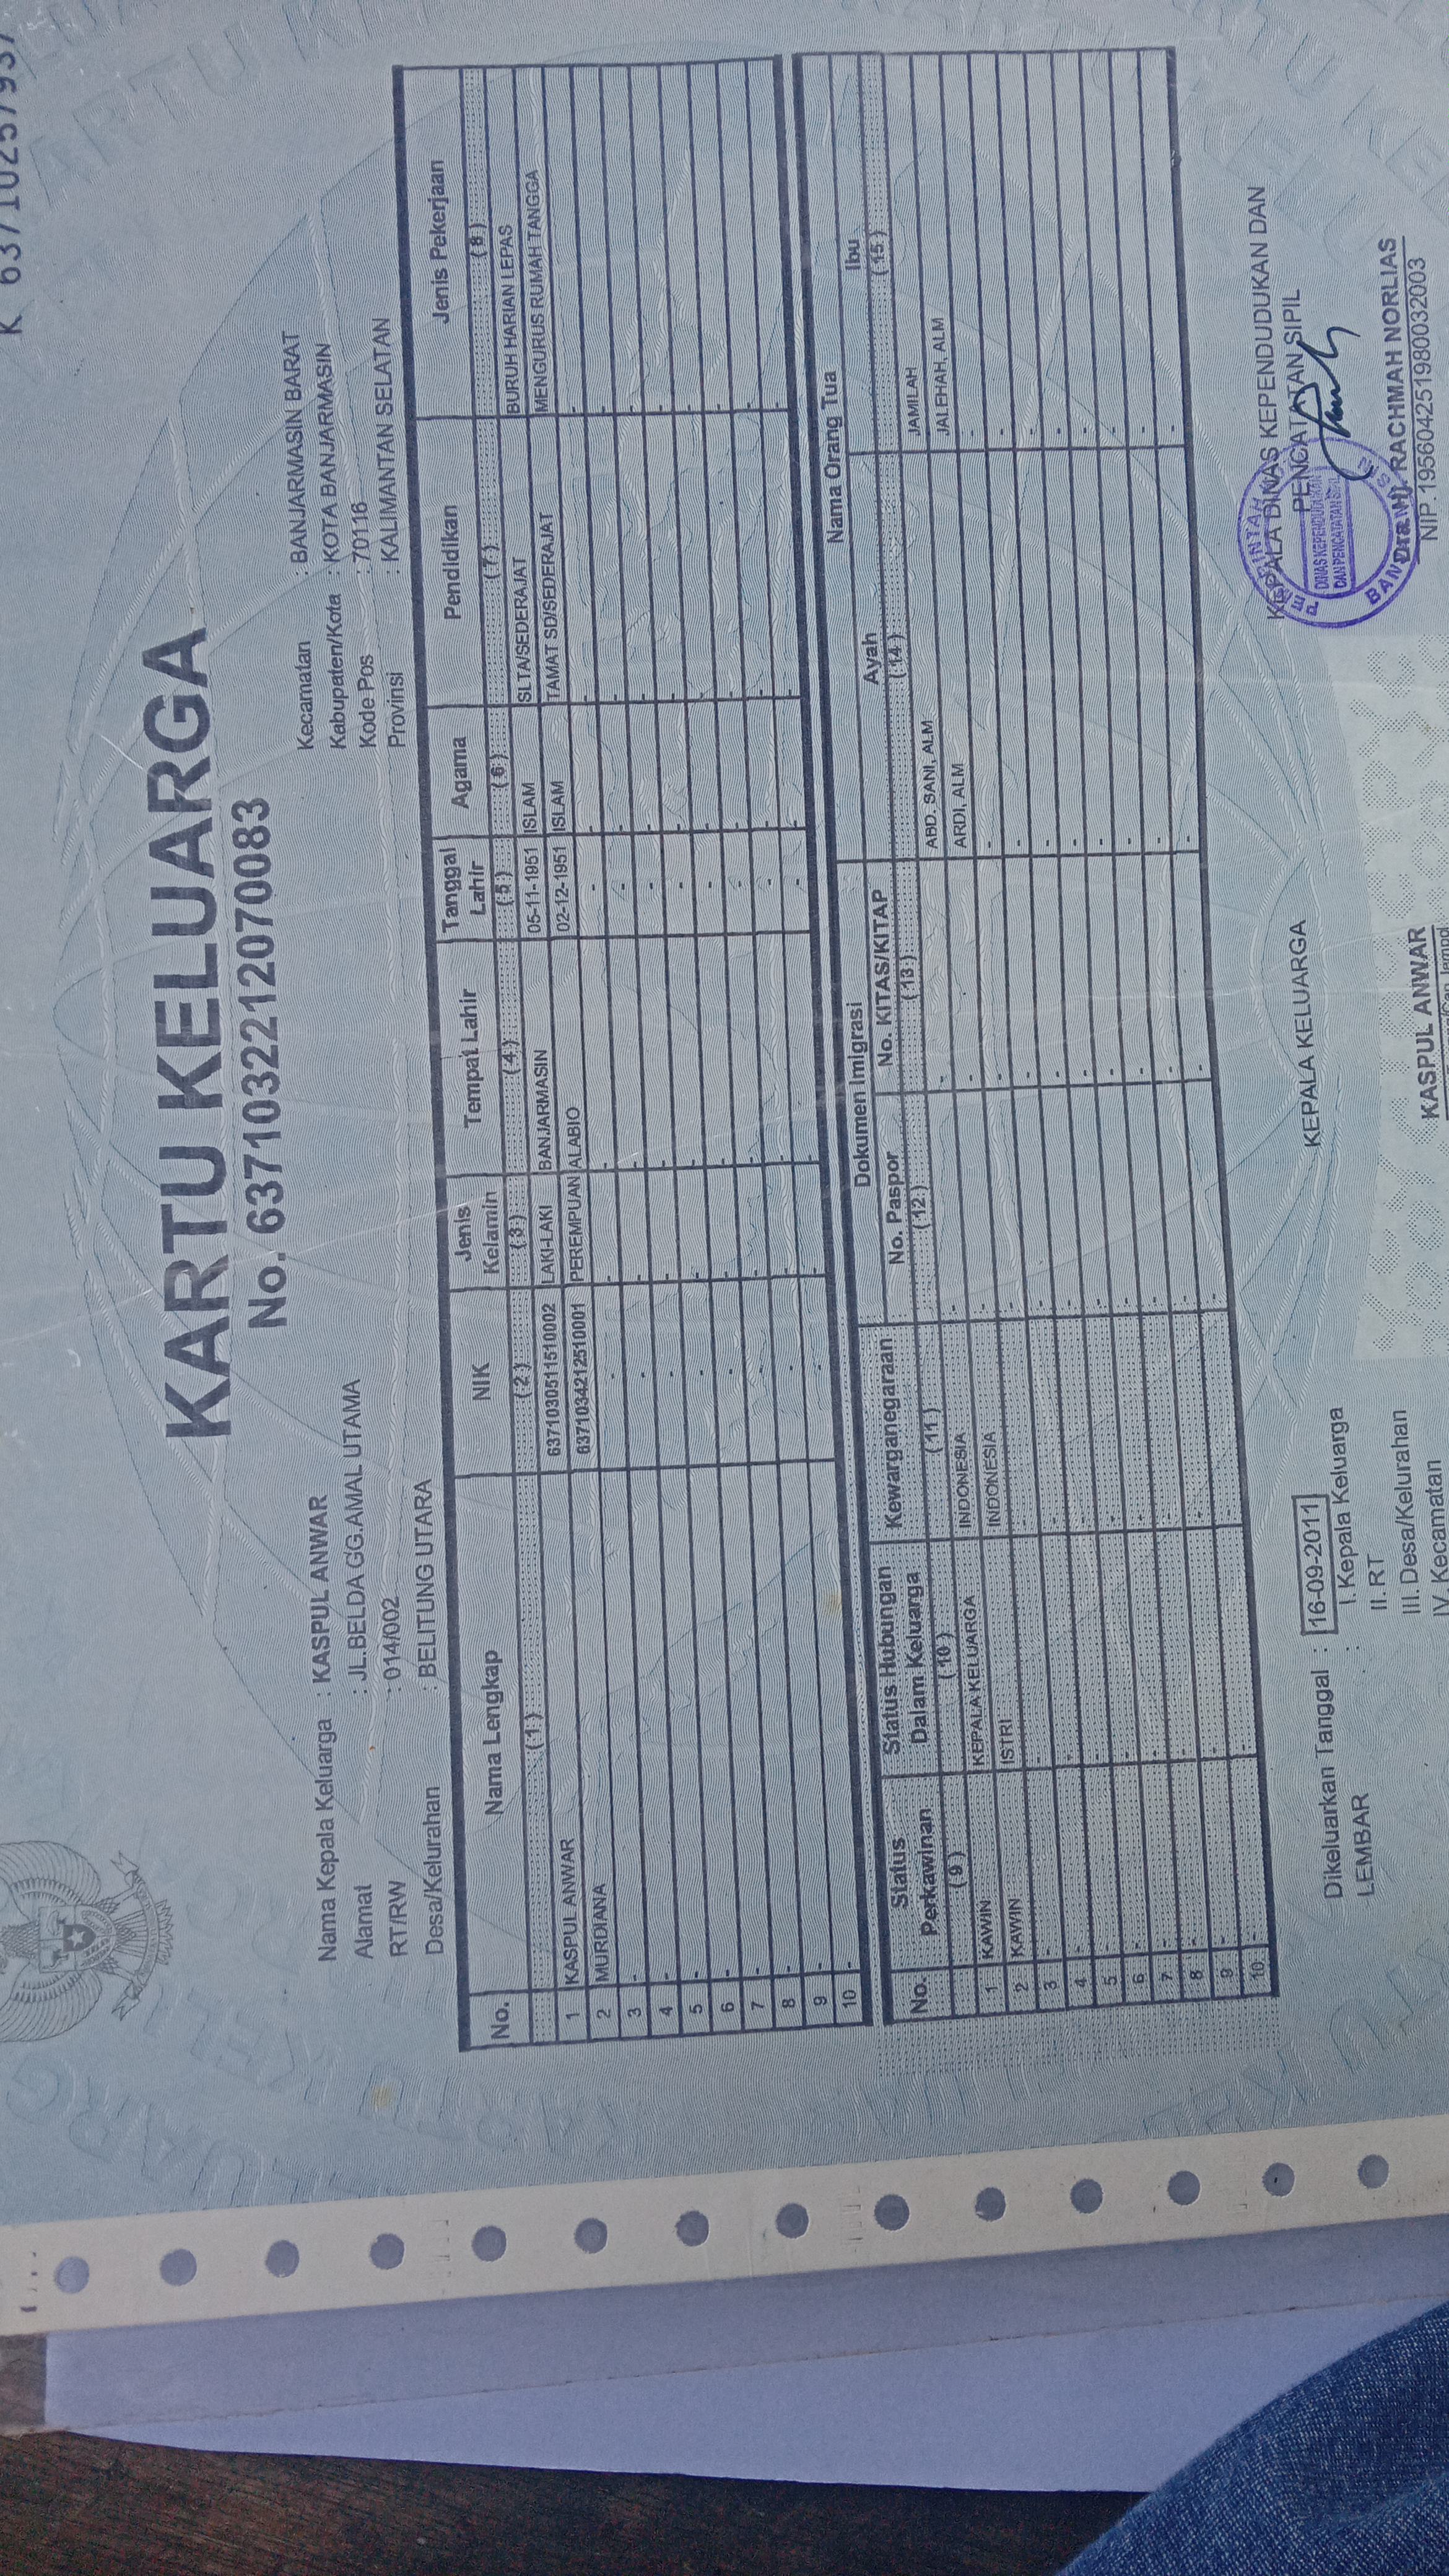 K 6371023793
KARTU KELUARGA
No. 6371032212070083
Nama Kepala Keluarga : KASPUL ANWAR
Alamat : JL.BELDA GG.AMAL UTAMA
RT/RW : 014/002
Desa/Kelurahan : BELITUNG UTARA
Kecamatan : BANJARMASIN BARAT
Kabupaten/Kota : KOTA BANJARMASIN
Kode Pos : 70116
Provinsi : KALIMANTAN SELATAN
No. Nama Lengkap NIK Jenis Kelamin Tempat Lahir Tanggal Lahir Agama Pendidikan Jenis Pekerjaan
( 1 ) ( 2 ) ( 3 ) ( 4 ) ( 5 ) ( 6 ) ( 7 ) ( 8 )
1 KASPUL ANWAR 6371030511510002 LAKI-LAKI BANJARMASIN 05-11-1951 ISLAM SLTA/SEDERAJAT BURUH HARIAN LEPAS
2 MURDIANA 6371034212510001 PEREMPUAN ALABIO 02-12-1951 ISLAM TAMAT SD/SEDERAJAT MENGURUS RUMAH TANGGA
3 - - - - - - - -
4 - - - - - - - -
5 - - - - - - - -
6 - - - - - - - -
7 - - - - - - - -
8 - - - - - - - -
9 - - - - - - - -
10 - - - - - - - -
No. Status Perkawinan Status Hubungan Dalam Keluarga Kewarganegaraan Dokumen Imigrasi Nama Orang Tua
No. Paspor No. KITAS/KITAP Ayah Ibu
( 9 ) ( 10 ) ( 11 ) ( 12 ) ( 13 ) ( 14 ) ( 15 )
1 KAWIN KEPALA KELUARGA INDONESIA - - ABD. SANI, ALM JAMILAH
2 KAWIN ISTRI INDONESIA - - ARDI, ALM JALEHAH, ALM
3 - - - - - - -
4 - - - - - - -
5 - - - - - - -
6 - - - - - - -
7 - - - - - - -
8 - - - - - - -
9 - - - - - - -
10 - - - - - - -
Dikeluarkan Tanggal : 16-09-2011
LEMBAR : I. Kepala Keluarga
II. RT
III. Desa/Kelurahan
IV. Kecamatan
KEPALA KELUARGA
KASPUL ANWAR
KEPALA DINAS KEPENDUDUKAN DAN
PENCATATAN SIPIL
DINAS KEPENDUDUKAN
DAN PENCATATAN SIPIL
Dra. Hj. RACHMAH NORLIAS
NIP.195604251980032003